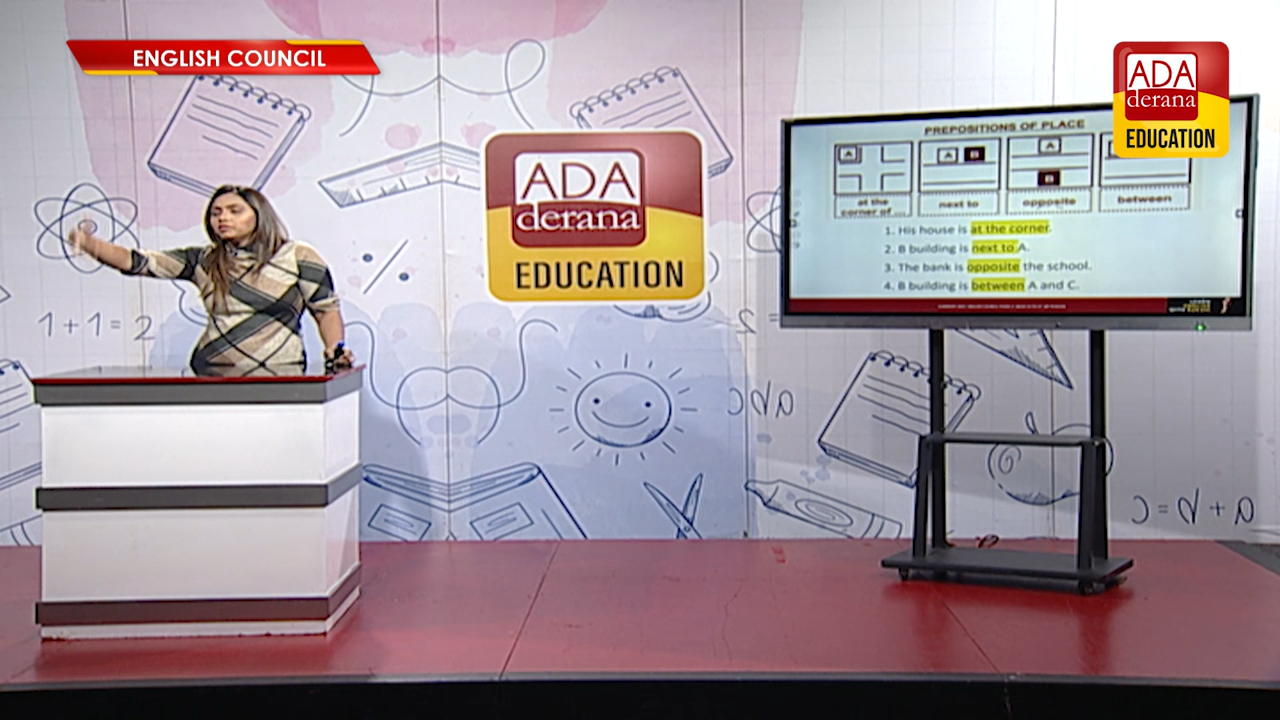 ENGLISH COUNCIL
ADA
derana
EDUCATION
ADA
derana
EDUCATION
PREPOSITIONS OF PLACE
A
A B
A
B
at the
corner of....
next to
opposite
between
1. His house is at the corner.
2. B building is next to A.
3. The bank is opposite the school.
4. B building is between A and C.
1+1=2
%
abc
a+b=c